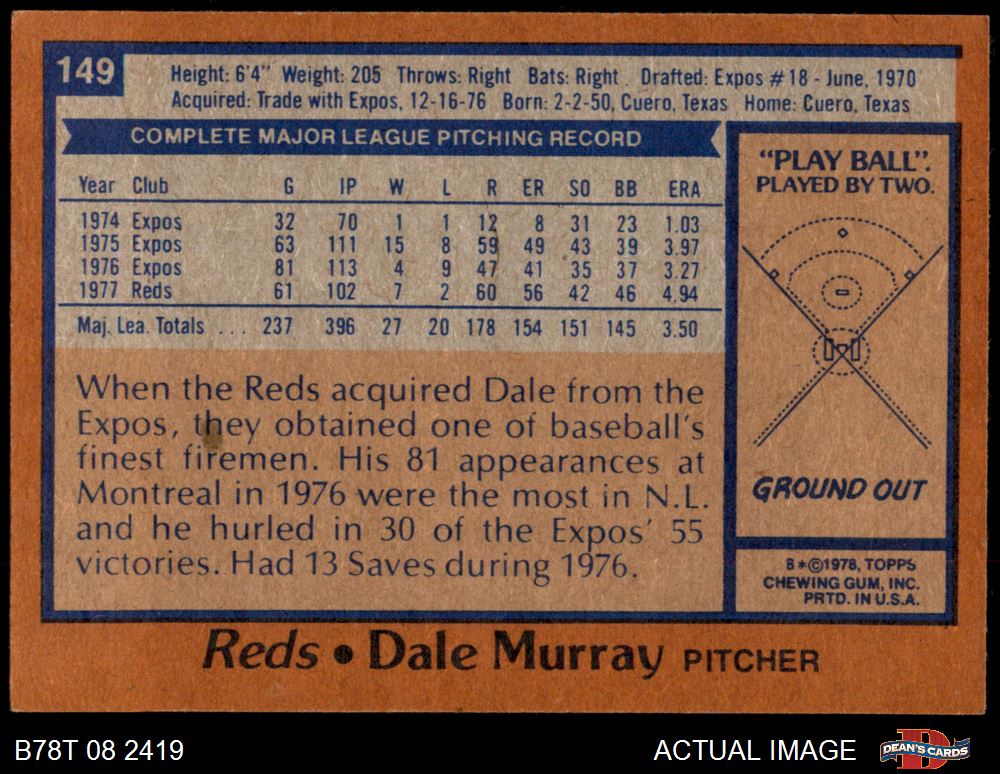 149
Height: 6'4" Weight: 205 Throws: Right Bats: Right Drafted: Expos #18 - June, 1970
Acquired: Trade with Expos, 12-16-76 Born: 2-2-50, Cuero, Texas Home: Cuero, Texas
COMPLETE MAJOR LEAGUE PITCHING RECORD
Year Club G IP W L R ER SO BB ERA
1974 Expos 32 70 1 1 12 8 31 23 1.03
1975 Expos 63 111 15 8 59 49 43 39 3.97
1976 Expos 81 113 4 9 47 41 35 37 3.27
1977 Reds 61 102 7 2 60 56 42 46 4.94
Maj. Lea. Totals ... 237 396 27 20 178 154 151 145 3.50
When the Reds acquired Dale from the
Expos, they obtained one of baseball's
finest firemen. His 81 appearances at
Montreal in 1976 were the most in N.L.
and he hurled in 30 of the Expos' 55
victories. Had 13 Saves during 1976.
"PLAY BALL".
PLAYED BY TWO.
GROUND OUT
B*©1978, TOPPS
CHEWING GUM, INC.
PRTD. IN U.S.A.
Reds • Dale Murray PITCHER
B78T 08 2419
ACTUAL IMAGE
DEAN'S CARDS